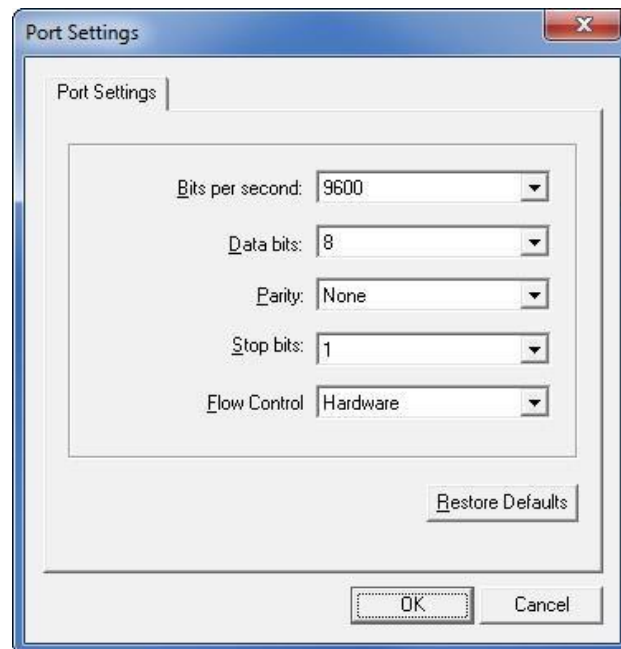 Port Settings
Port Settings
Bits per second: 9600
Data bits: 8
Parity: None
Stop bits: 1
Flow Control Hardware
Restore Defaults
OK Cancel